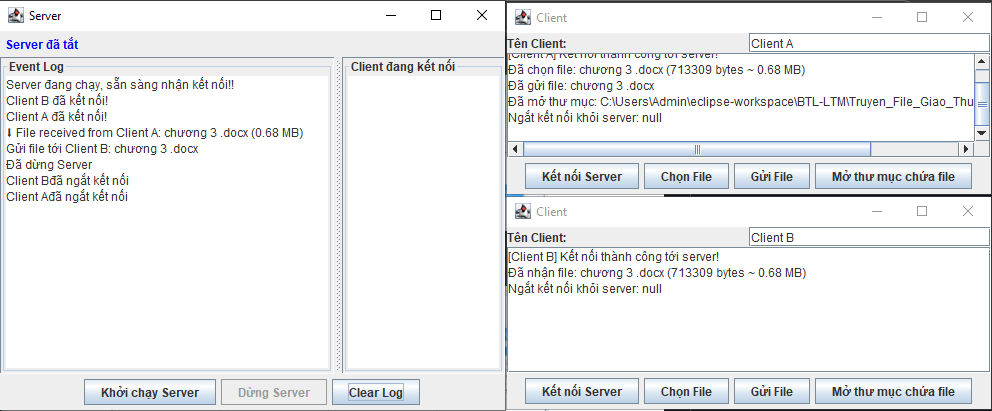 Server
Server đã tắt
Event Log
Server đang chạy, sẵn sàng nhận kết nối!!
Client B đã kết nối!
Client A đã kết nối!
⬇ File received from Client A: chương 3 .docx (0.68 MB)
Gửi file tới Client B: chương 3 .docx
Đã dừng Server
Client Bđã ngắt kết nối
Client Ađã ngắt kết nối
Client đang kết nối
Khởi chạy Server
Dừng Server
Clear Log
Client
Tên Client:
Client A
[Client A] Kết nối thành công tới server!
Đã chọn file: chương 3 .docx (713309 bytes ~ 0.68 MB)
Đã gửi file: chương 3 .docx
Đã mở thư mục: C:\Users\Admin\eclipse-workspace\BTL-LTM\Truyen_File_Giao_Thu
Ngắt kết nối khỏi server: null
Kết nối Server
Chọn File
Gửi File
Mở thư mục chứa file
Client
Tên Client:
Client B
[Client B] Kết nối thành công tới server!
Đã nhận file: chương 3 .docx (713309 bytes ~ 0.68 MB)
Ngắt kết nối khỏi server: null
Kết nối Server
Chọn File
Gửi File
Mở thư mục chứa file